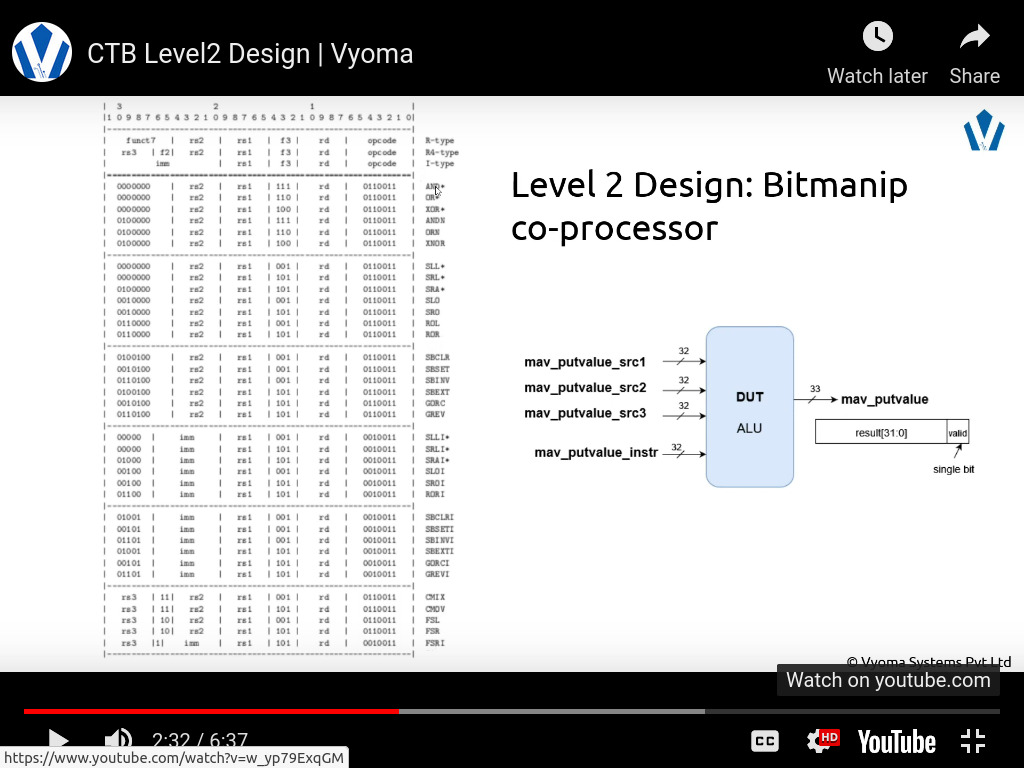 CTB Level2 Design | Vyoma
Watch later
Share
| 3 2 1 |
|1 0 9 8 7 6 5 4 3 2 1 0 9 8 7 6 5 4 3 2 1 0 9 8 7 6 5 4 3 2 1 0|
|---------------------------------------------------------------|
| funct7 | rs2 | rs1 | f3 | rd | opcode | R-type
| rs3 | f2| rs2 | rs1 | f3 | rd | opcode | R4-type
| imm | rs1 | f3 | rd | opcode | I-type
|===============================================================|
| 0000000 | rs2 | rs1 | 111 | rd | 0110011 | AND*
| 0000000 | rs2 | rs1 | 110 | rd | 0110011 | OR*
| 0000000 | rs2 | rs1 | 100 | rd | 0110011 | XOR*
| 0100000 | rs2 | rs1 | 111 | rd | 0110011 | ANDN
| 0100000 | rs2 | rs1 | 110 | rd | 0110011 | ORN
| 0100000 | rs2 | rs1 | 100 | rd | 0110011 | XNOR
|---------------------------------------------------------------|
| 0000000 | rs2 | rs1 | 001 | rd | 0110011 | SLL*
| 0000000 | rs2 | rs1 | 101 | rd | 0110011 | SRL*
| 0100000 | rs2 | rs1 | 101 | rd | 0110011 | SRA*
| 0010000 | rs2 | rs1 | 001 | rd | 0110011 | SLO
| 0010000 | rs2 | rs1 | 101 | rd | 0110011 | SRO
| 0110000 | rs2 | rs1 | 001 | rd | 0110011 | ROL
| 0110000 | rs2 | rs1 | 101 | rd | 0110011 | ROR
|---------------------------------------------------------------|
| 0100100 | rs2 | rs1 | 001 | rd | 0110011 | SBCLR
| 0010100 | rs2 | rs1 | 001 | rd | 0110011 | SBSET
| 0110100 | rs2 | rs1 | 001 | rd | 0110011 | SBINV
| 0100100 | rs2 | rs1 | 101 | rd | 0110011 | SBEXT
| 0010100 | rs2 | rs1 | 101 | rd | 0110011 | GORC
| 0110100 | rs2 | rs1 | 101 | rd | 0110011 | GREV
|---------------------------------------------------------------|
| 00000 | imm | rs1 | 001 | rd | 0010011 | SLLI*
| 00000 | imm | rs1 | 101 | rd | 0010011 | SRLI*
| 01000 | imm | rs1 | 101 | rd | 0010011 | SRAI*
| 00100 | imm | rs1 | 001 | rd | 0010011 | SLOI
| 00100 | imm | rs1 | 101 | rd | 0010011 | SROI
| 01100 | imm | rs1 | 101 | rd | 0010011 | RORI
|---------------------------------------------------------------|
| 01001 | imm | rs1 | 001 | rd | 0010011 | SBCLRI
| 00101 | imm | rs1 | 001 | rd | 0010011 | SBSETI
| 01101 | imm | rs1 | 001 | rd | 0010011 | SBINVI
| 01001 | imm | rs1 | 101 | rd | 0010011 | SBEXTI
| 00101 | imm | rs1 | 101 | rd | 0010011 | GORCI
| 01101 | imm | rs1 | 101 | rd | 0010011 | GREVI
|---------------------------------------------------------------|
| rs3 | 11| rs2 | rs1 | 001 | rd | 0110011 | CMIX
| rs3 | 11| rs2 | rs1 | 101 | rd | 0110011 | CMOV
| rs3 | 10| rs2 | rs1 | 001 | rd | 0110011 | FSL
| rs3 | 10| rs2 | rs1 | 101 | rd | 0110011 | FSR
| rs3 |1| imm | rs1 | 101 | rd | 0010011 | FSRI
|---------------------------------------------------------------|
Level 2 Design: Bitmanip
co-processor
mav_putvalue_src1 32
mav_putvalue_src2 32
mav_putvalue_src3 32
mav_putvalue_instr 32
DUT
ALU
33
mav_putvalue
result[31:0] valid
single bit
© Vyoma Systems Pvt Ltd
Watch on youtube.com
2:32 / 6:37
CC
HD
YouTube
https://www.youtube.com/watch?v=w_yp79ExqGM